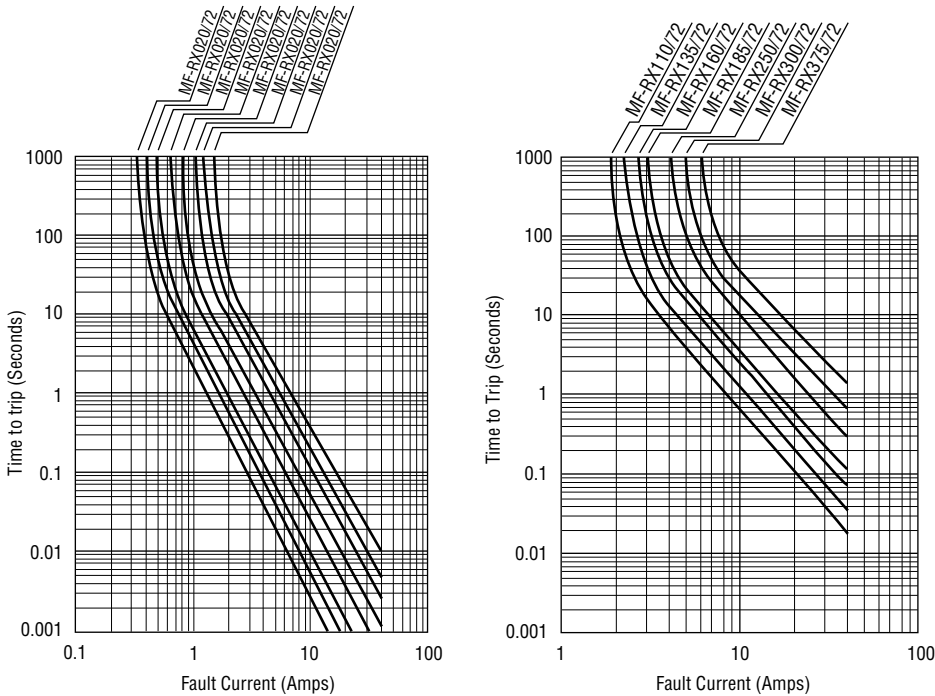 MF-RX020/72
MF-RX020/72
MF-RX020/72
MF-RX020/72
MF-RX020/72
MF-RX020/72
MF-RX020/72
MF-RX020/72
1000
100
10
1
0.1
0.01
0.001
Time to trip (Seconds)
0.1
1
10
100
Fault Current (Amps)
MF-RX110/72
MF-RX135/72
MF-RX160/72
MF-RX185/72
MF-RX250/72
MF-RX300/72
MF-RX375/72
1000
100
10
1
0.1
0.01
0.001
Time to Trip (Seconds)
1
10
100
Fault Current (Amps)